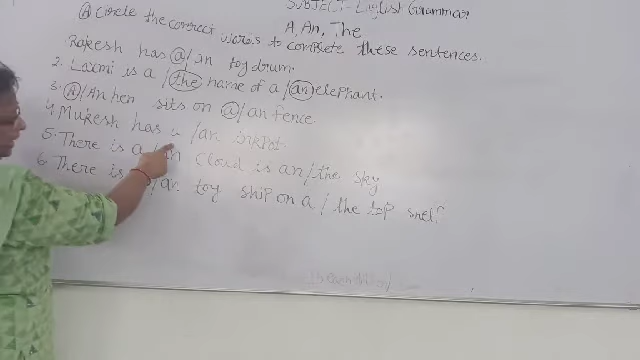 SUBJECT - English Grammar
(A) Circle the correct words to complete these sentences.
A, An, The
Rakesh has a/an toy drum.
2. Laxmi is a/the name of a/an elephant.
3. A/An hen sits on a/an fence
4. Mukesh has a/an inkpot
5. There is a/an cloud is an/the sky
6. There is /an toy ship on a/the top shelf